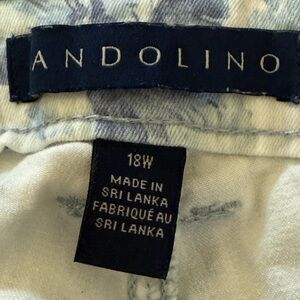 ANDOLINO
18W
MADE IN
SRI LANKA
FABRIQUÉ AU
SRI LANKA